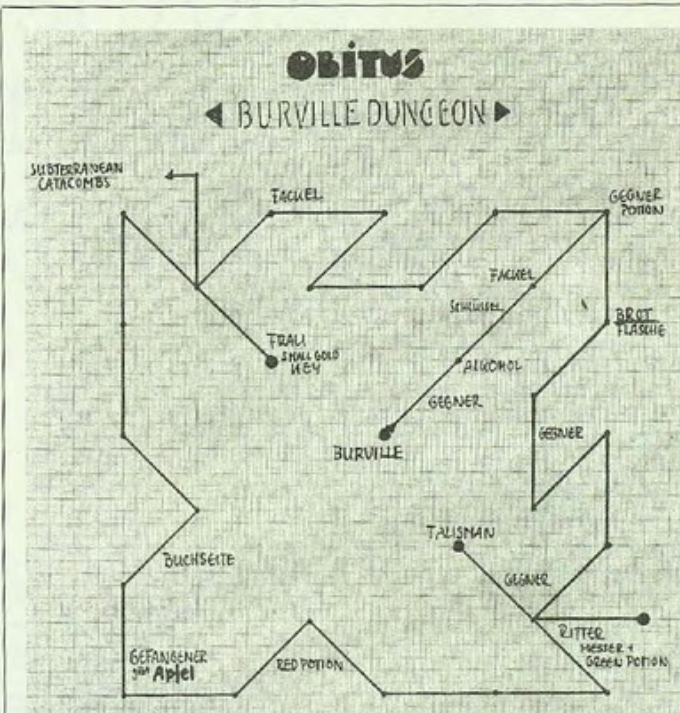 OBITUS
BURVILLE DUNGEON
SUBTERRANEAN
CATACOMBS
FACKEL
GEGNER
POTION
FACKEL
SCHLÜSSEL
BROT
FLASCHE
FRAU
SMALL GOLD
KEY
ALKOHOL
GEGNER
BURVILLE
GEGNER
TALISMAN
BUCHSEITE
GEGNER
RITTER
MESSER +
GREEN POTION
GEFANGENER
Apfel
RED POTION